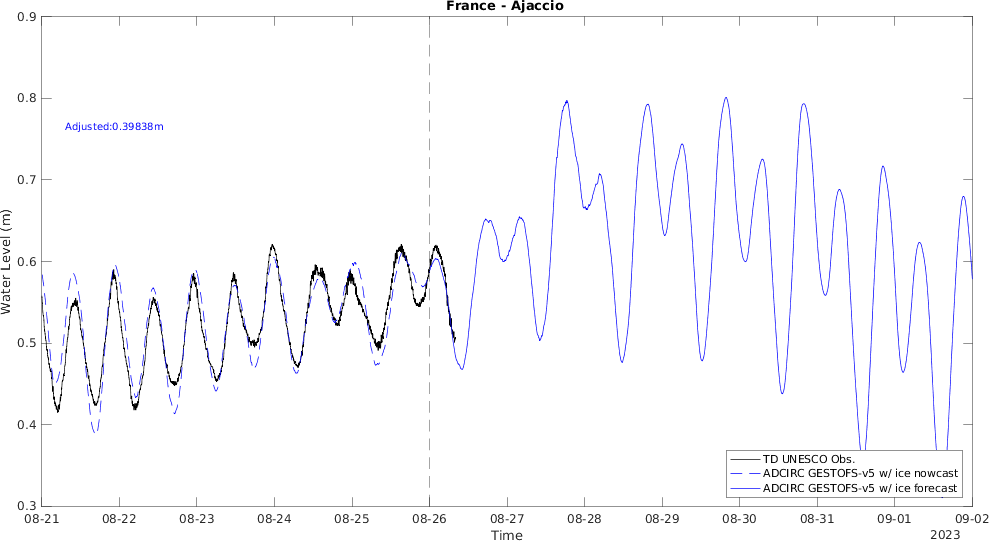 France - Ajaccio
0.9
0.8
0.7
0.6
0.5
0.4
0.3
Water Level (m)
Adjusted:0.39838m
TD UNESCO Obs.
ADCIRC GESTOFS-v5 w/ ice nowcast
ADCIRC GESTOFS-v5 w/ ice forecast
08-21 08-22 08-23 08-24 08-25 08-26 08-27 08-28 08-29 08-30 08-31 09-01 09-02
Time
2023